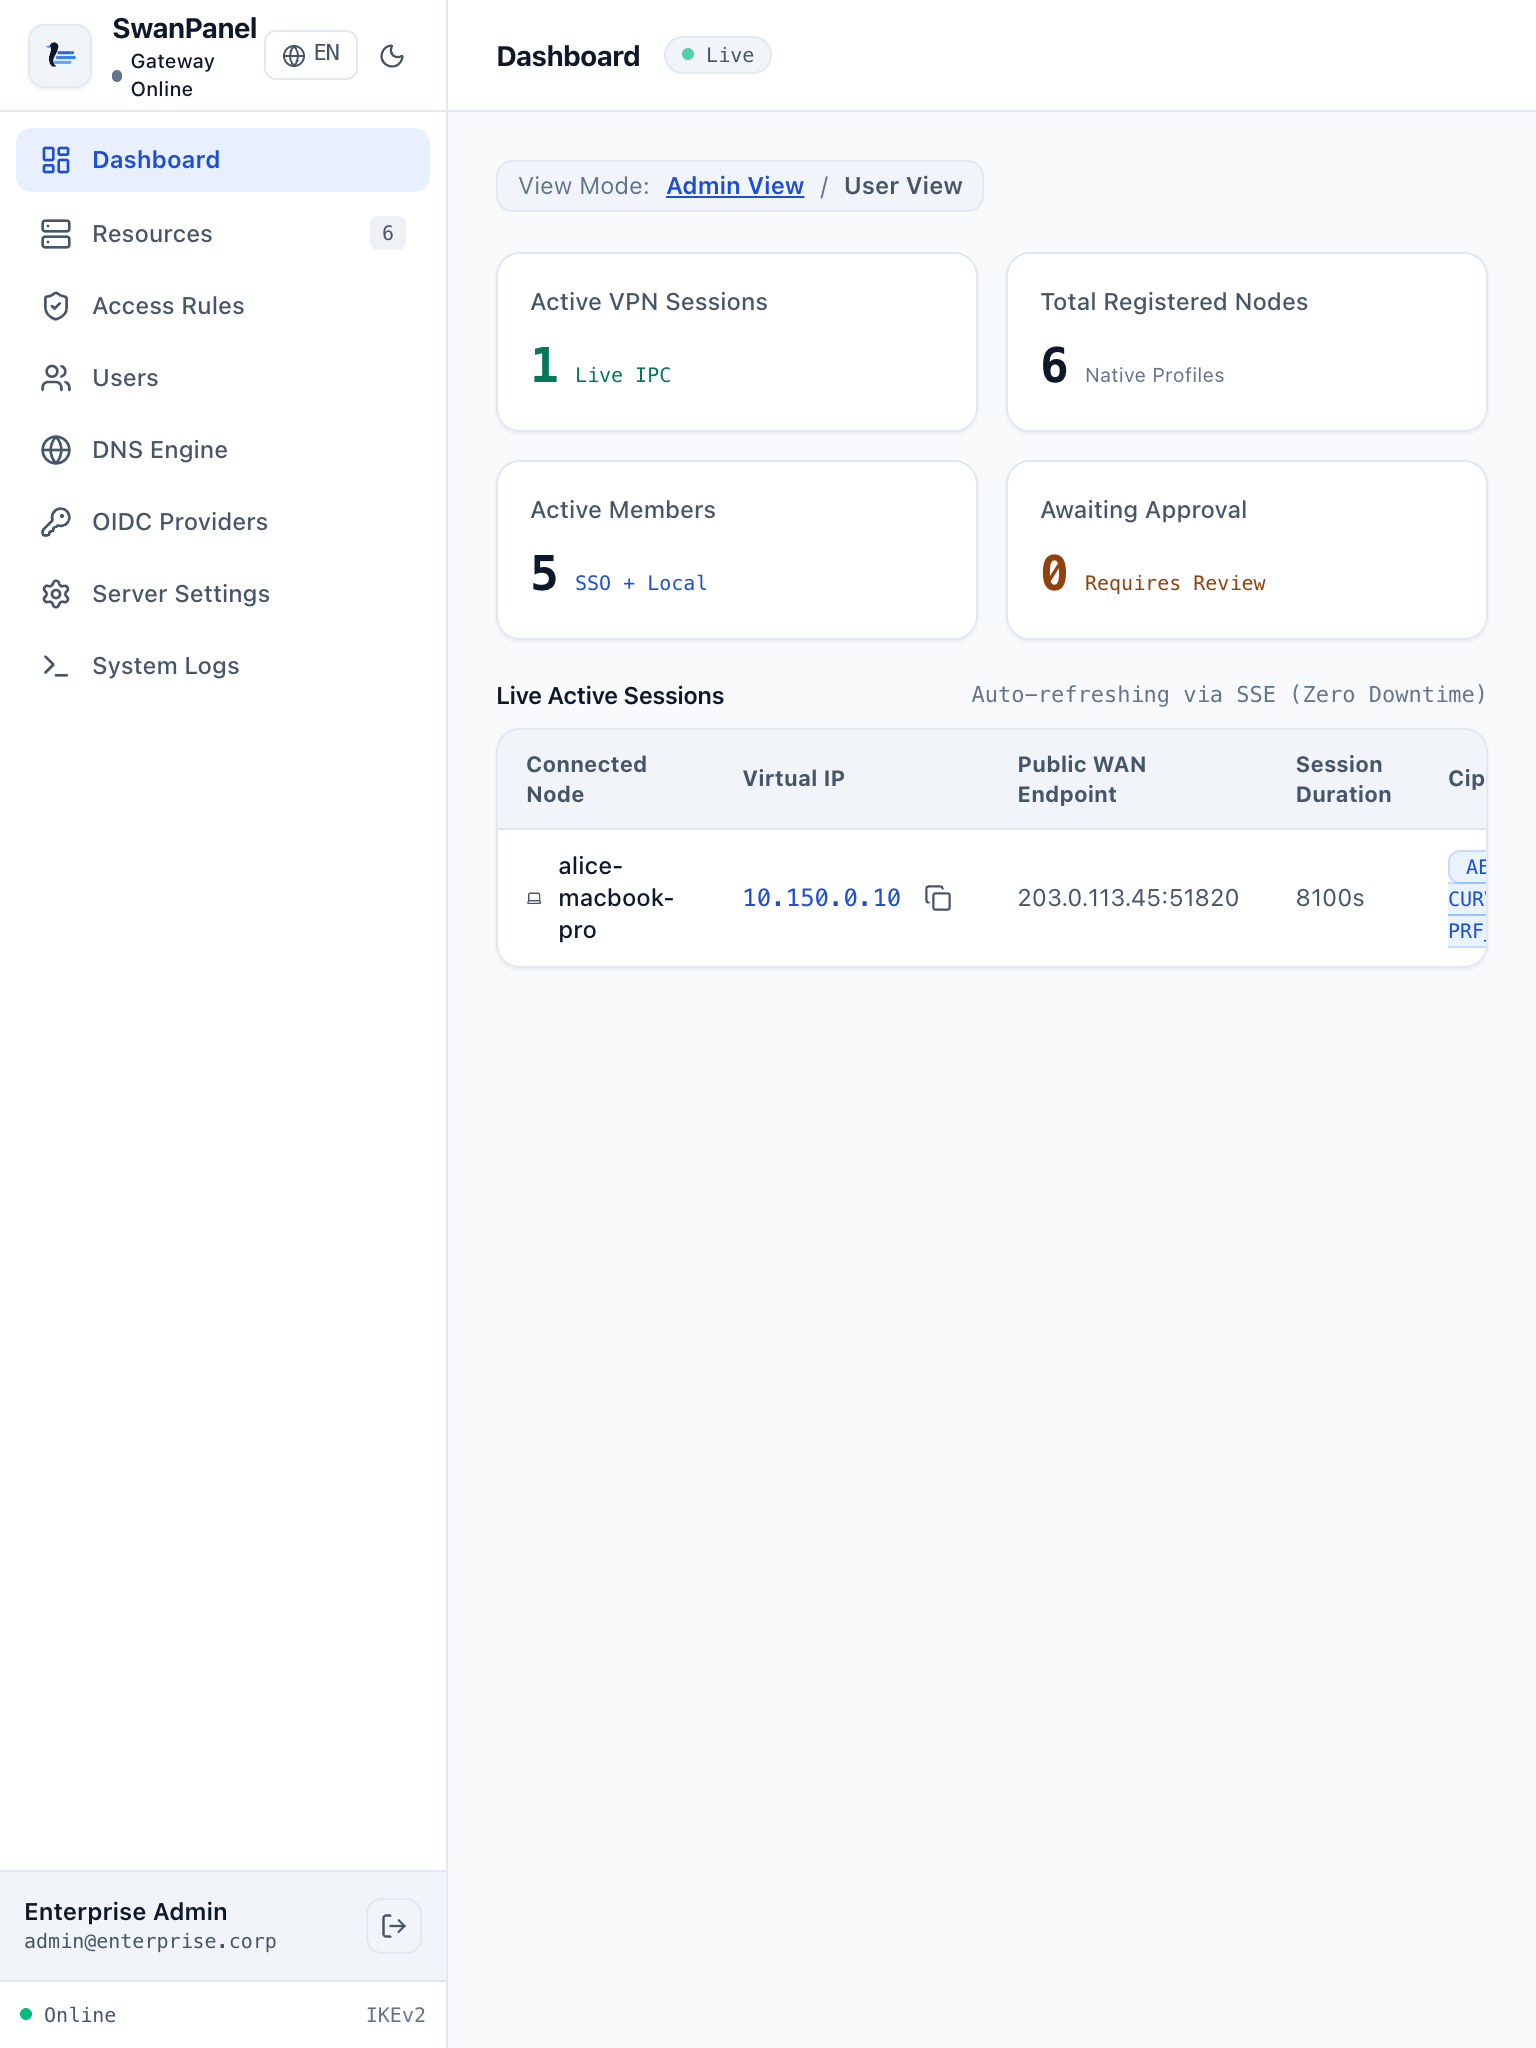 SwanPanel
Gateway
Online
EN
Dashboard
Live
Dashboard
Resources
6
Access Rules
Users
DNS Engine
OIDC Providers
Server Settings
System Logs
View Mode: Admin View / User View
Active VPN Sessions
1 Live IPC
Total Registered Nodes
6 Native Profiles
Active Members
5 SSO + Local
Awaiting Approval
0 Requires Review
Live Active Sessions
Auto-refreshing via SSE (Zero Downtime)
Connected
Node
Virtual IP
Public WAN
Endpoint
Session
Duration
alice-
macbook-
pro
10.150.0.10
203.0.113.45:51820
8100s
Enterprise Admin
admin@enterprise.corp
Online
IKEv2